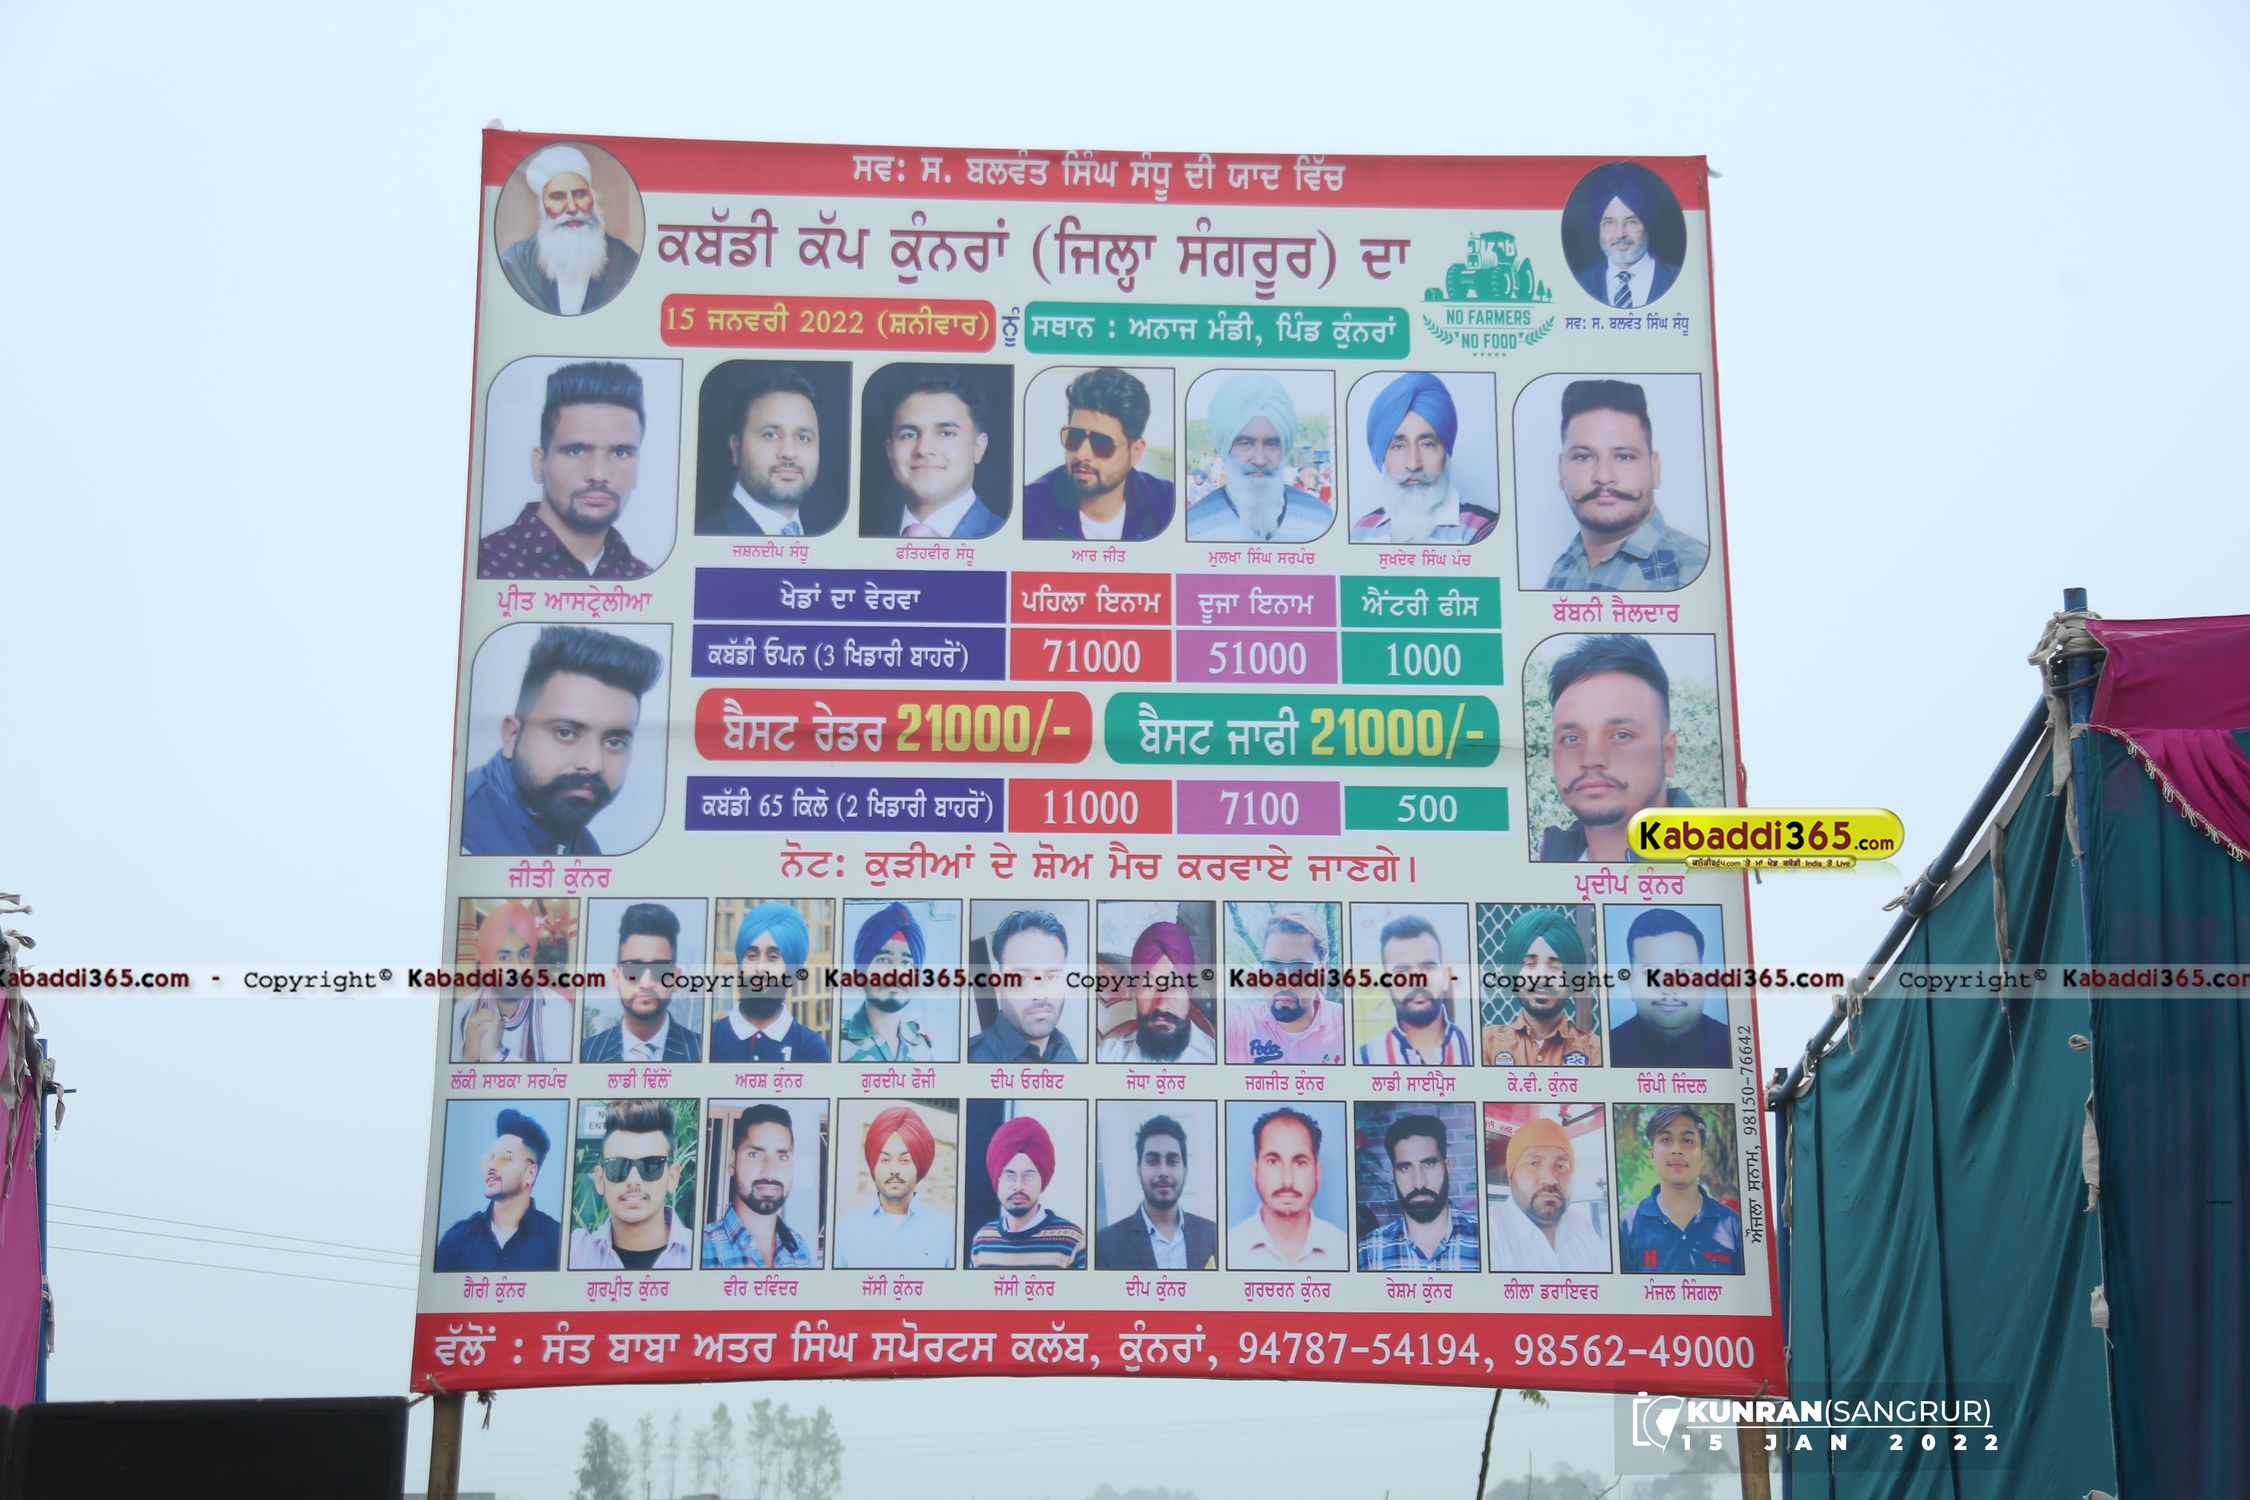 ਸਵ: ਸ. ਬਲਵੰਤ ਸਿੰਘ ਸੰਧੂ ਦੀ ਯਾਦ ਵਿੱਚ
ਕਬੱਡੀ ਕੱਪ ਕੁੰਨਰਾਂ (ਜਿਲ੍ਹਾ ਸੰਗਰੂਰ) ਦਾ
15 ਜਨਵਰੀ 2022 (ਸ਼ਨੀਵਾਰ) ਨੂੰ ਸਥਾਨ : ਅਨਾਜ ਮੰਡੀ, ਪਿੰਡ ਕੁੰਨਰਾਂ
NO FARMERS
NO FOOD
ਸਵ: ਸ. ਬਲਵੰਤ ਸਿੰਘ ਸੰਧੂ
ਜਸ਼ਨਦੀਪ ਸੰਧੂ ਫਤਿਹਵੀਰ ਸੰਧੂ ਆਰ ਜੀਤ ਮੁਲਖਾ ਸਿੰਘ ਸਰਪੰਚ ਸੁਖਦੇਵ ਸਿੰਘ ਪੰਚ
ਪ੍ਰੀਤ ਆਸਟ੍ਰੇਲੀਆ ਬੱਬਨੀ ਜੈਲਦਾਰ
ਖੇਡਾਂ ਦਾ ਵੇਰਵਾ ਪਹਿਲਾ ਇਨਾਮ ਦੂਜਾ ਇਨਾਮ ਐਂਟਰੀ ਫੀਸ
ਕਬੱਡੀ ਓਪਨ (3 ਖਿਡਾਰੀ ਬਾਹਰੋਂ) 71000 51000 1000
ਬੈਸਟ ਰੇਡਰ 21000/- ਬੈਸਟ ਜਾਫੀ 21000/-
ਕਬੱਡੀ 65 ਕਿਲੋ (2 ਖਿਡਾਰੀ ਬਾਹਰੋਂ) 11000 7100 500
ਨੋਟ: ਕੁੜੀਆਂ ਦੇ ਸ਼ੋਅ ਮੈਚ ਕਰਵਾਏ ਜਾਣਗੇ।
ਜੀਤੀ ਕੁੰਨਰ ਪ੍ਰਦੀਪ ਕੁੰਨਰ
Kabaddi365.com
Kabaddi365.com - Copyright© Kabaddi365.com - Copyright© Kabaddi365.com - Copyright© Kabaddi365.com - Copyright© Kabaddi365.com - Copyright© Kabaddi365.com
ਲੱਕੀ ਸਾਬਕਾ ਸਰਪੰਚ ਲਾਡੀ ਢਿੱਲੋਂ ਅਰਸ਼ ਕੁੰਨਰ ਗੁਰਦੀਪ ਫੌਜੀ ਦੀਪ ਓਰਬਿਟ ਜੋਧਾ ਕੁੰਨਰ ਜਗਜੀਤ ਕੁੰਨਰ ਲਾਡੀ ਸਾਈਪ੍ਰੈਸ ਕੇ.ਵੀ. ਕੁੰਨਰ ਰਿੰਪੀ ਜਿੰਦਲ
ਗੈਰੀ ਕੁੰਨਰ ਗੁਰਪ੍ਰੀਤ ਕੁੰਨਰ ਵੀਰ ਦਵਿੰਦਰ ਜੱਸੀ ਕੁੰਨਰ ਜੱਸੀ ਕੁੰਨਰ ਦੀਪ ਕੁੰਨਰ ਗੁਰਚਰਨ ਕੁੰਨਰ ਰੇਸ਼ਮ ਕੁੰਨਰ ਲੀਲਾ ਡਰਾਇਵਰ ਮੰਜਲ ਸਿੰਗਲਾ
ਸਨਾਮ, 98150-76642
ਵੱਲੋਂ : ਸੰਤ ਬਾਬਾ ਅਤਰ ਸਿੰਘ ਸਪੋਰਟਸ ਕਲੱਬ, ਕੁੰਨਰਾਂ, 94787-54194, 98562-49000
KUNRAN(SANGRUR)
15 JAN 2022